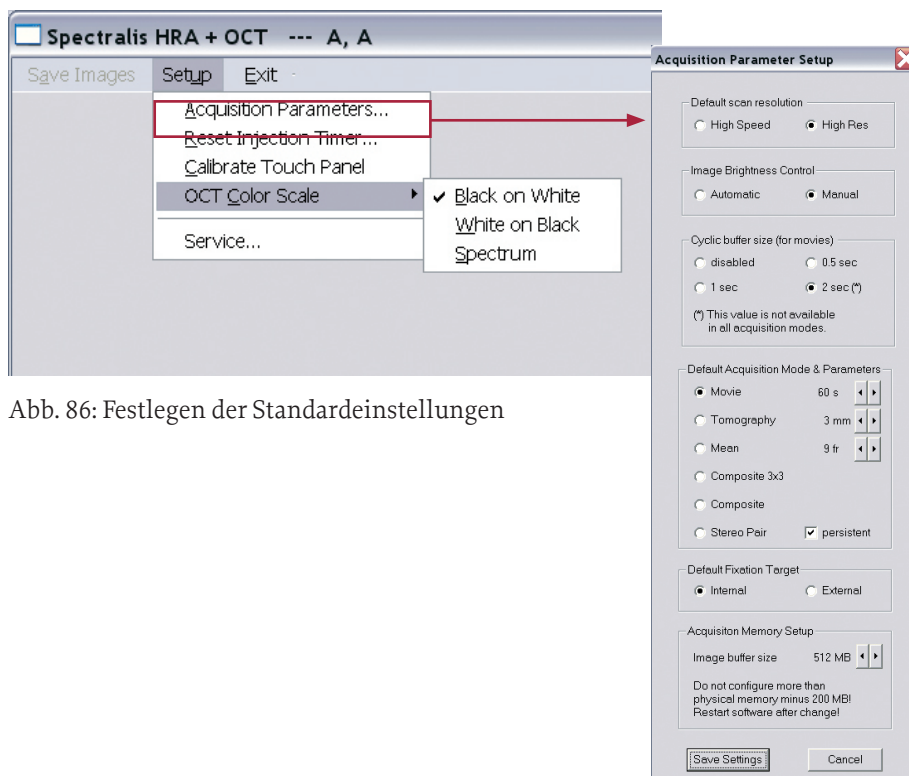 Spectralis HRA + OCT --- A, A
Save Images Setup Exit
Acquisition Parameters...
Reset Injection Timer...
Calibrate Touch Panel
OCT Color Scale
Service...
Black on White
White on Black
Spectrum
Abb. 86: Festlegen der Standardeinstellungen
Acquisition Parameter Setup
Default scan resolution
High Speed High Res
Image Brightness Control
Automatic Manual
Cyclic buffer size (for movies)
disabled 0.5 sec
1 sec 2 sec (*)
(*) This value is not available
in all acquisition modes.
Default Acquisition Mode & Parameters
Movie 60 s
Tomography 3 mm
Mean 9 fr
Composite 3x3
Composite
Stereo Pair persistent
Default Fixation Target
Internal External
Acquisiton Memory Setup
Image buffer size 512 MB
Do not configure more than
physical memory minus 200 MB!
Restart software after change!
Save Settings Cancel